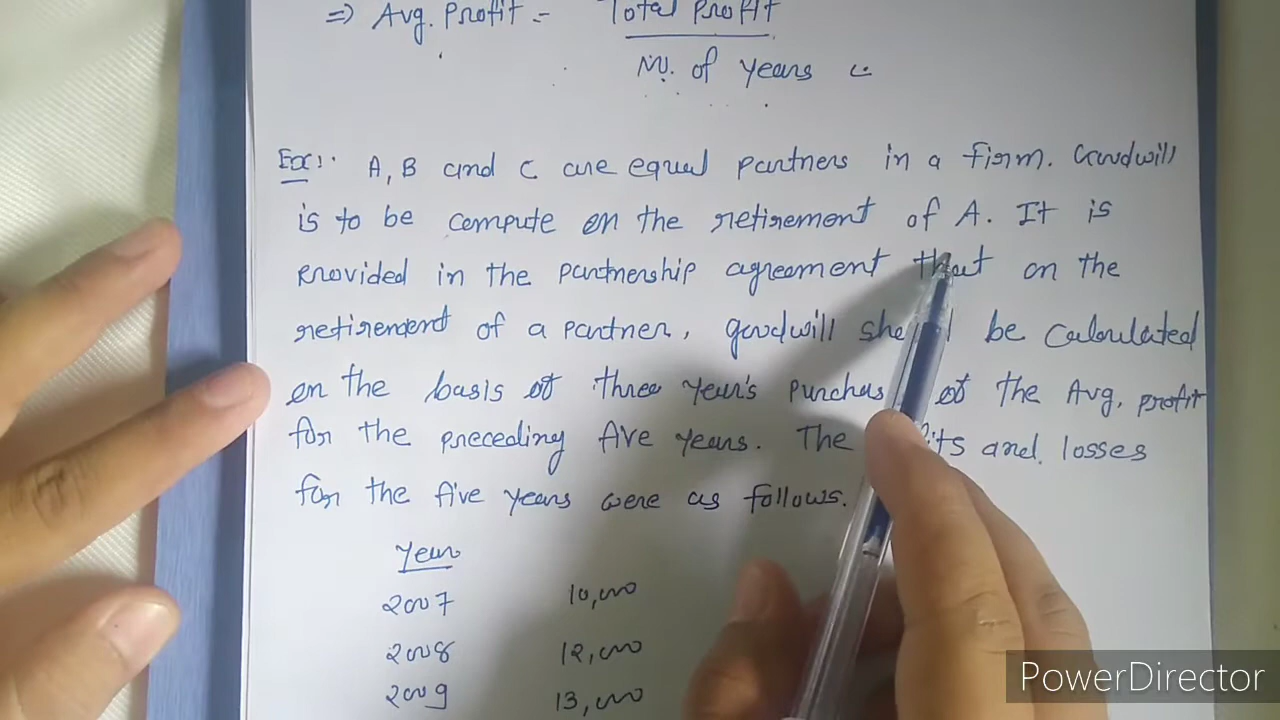 ⇒ Avg. Profit = Total Profit
No. of years
Ex:. A, B and C are equal partners in a firm. Goodwill
is to be compute on the retirement of A. It is
Provided in the partnership agreement that on the
retirement of a partner, goodwill be calculated
on the basis of three Year's Purchas of the Avg. profit
for the preceding five years. The and losses
for the five years were as follows.
Year
2007 10,000
2008 12,000
2009 13,000
PowerDirector